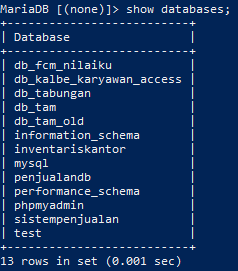 MariaDB [(none)]> show databases;
+--------------------------+
| Database                 |
+--------------------------+
| db_fcm_nilaiku           |
| db_kalbe_karyawan_access |
| db_tabungan              |
| db_tam                   |
| db_tam_old               |
| information_schema       |
| inventariskantor         |
| mysql                    |
| penjualandb              |
| performance_schema       |
| phpmyadmin               |
| sistempenjualan          |
| test                     |
+--------------------------+
13 rows in set (0.001 sec)